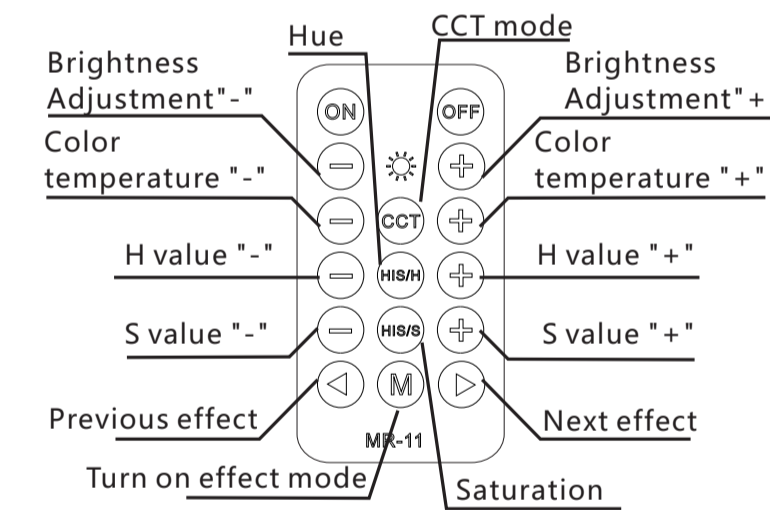 Hue
CCT mode
Brightness
Adjustment"-"
Brightness
Adjustment"+
Color
temperature "-"
Color
temperature "+"
H value "-"
H value "+"
S value "-"
S value "+"
Previous effect
Next effect
Turn on effect mode
Saturation
ON
OFF
CCT
HIS/H
HIS/S
M
MR-11